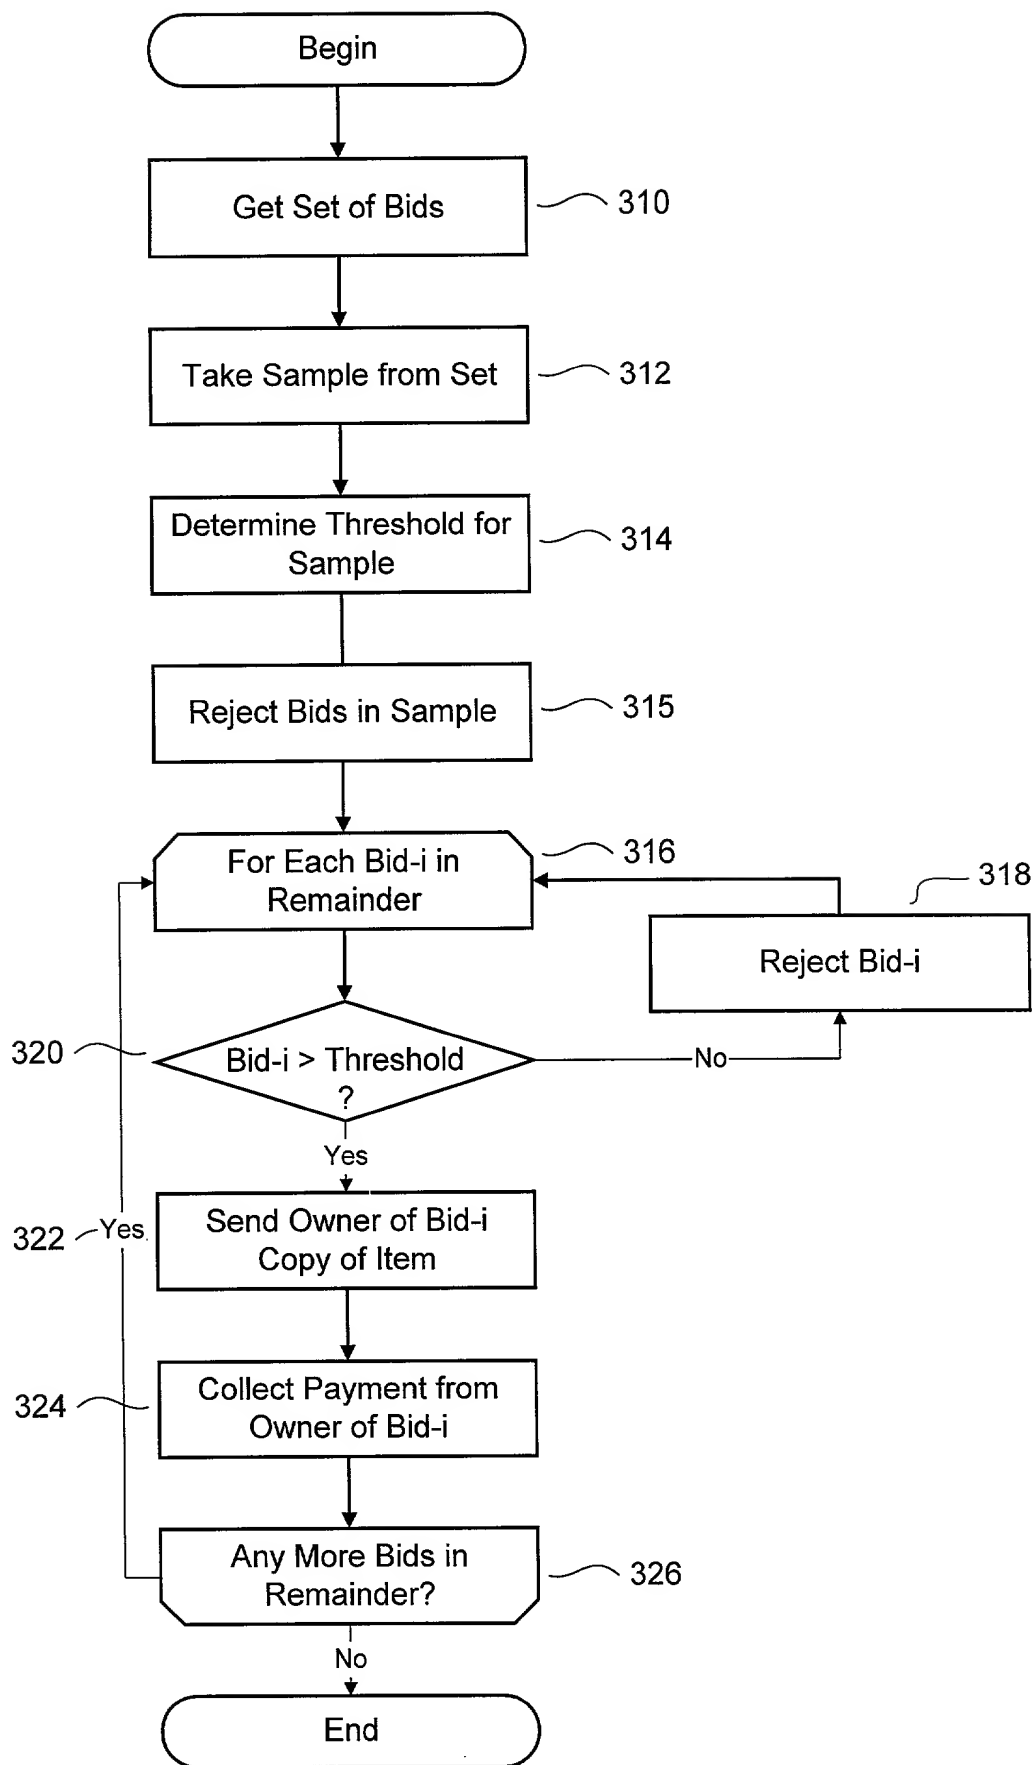 Begin
Get Set of Bids
310
Take Sample from Set
312
Determine Threshold for
Sample
314
Reject Bids in Sample
315
For Each Bid-i in
Remainder
316
318
Reject Bid-i
320
Bid-i > Threshold
?
No
Yes
322
Yes
Send Owner of Bid-i
Copy of Item
324
Collect Payment from
Owner of Bid-i
Any More Bids in
Remainder?
326
No
End